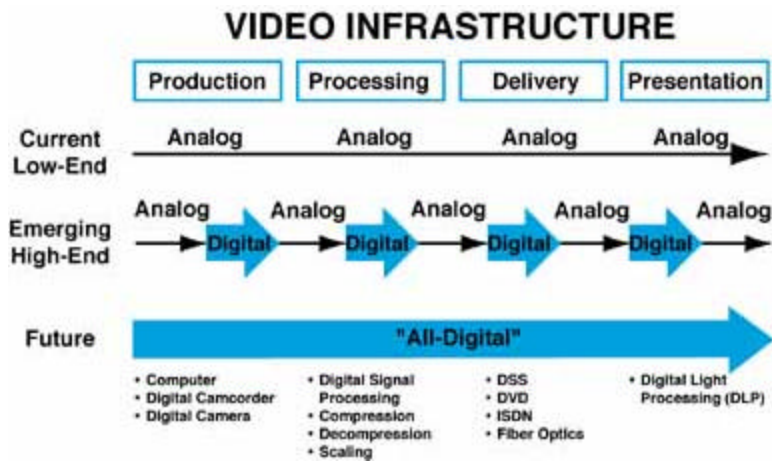 VIDEO INFRASTRUCTURE
Production Processing Delivery Presentation
Current Low-End
Analog Analog Analog Analog
Emerging High-End
Analog Digital Analog Digital Analog Digital Analog Digital Analog
Future
"All-Digital"
• Computer
• Digital Camcorder
• Digital Camera
• Digital Signal
Processing
• Compression
• Decompression
• Scaling
• DSS
• DVD
• ISDN
• Fiber Optics
• Digital Light
Processing (DLP)